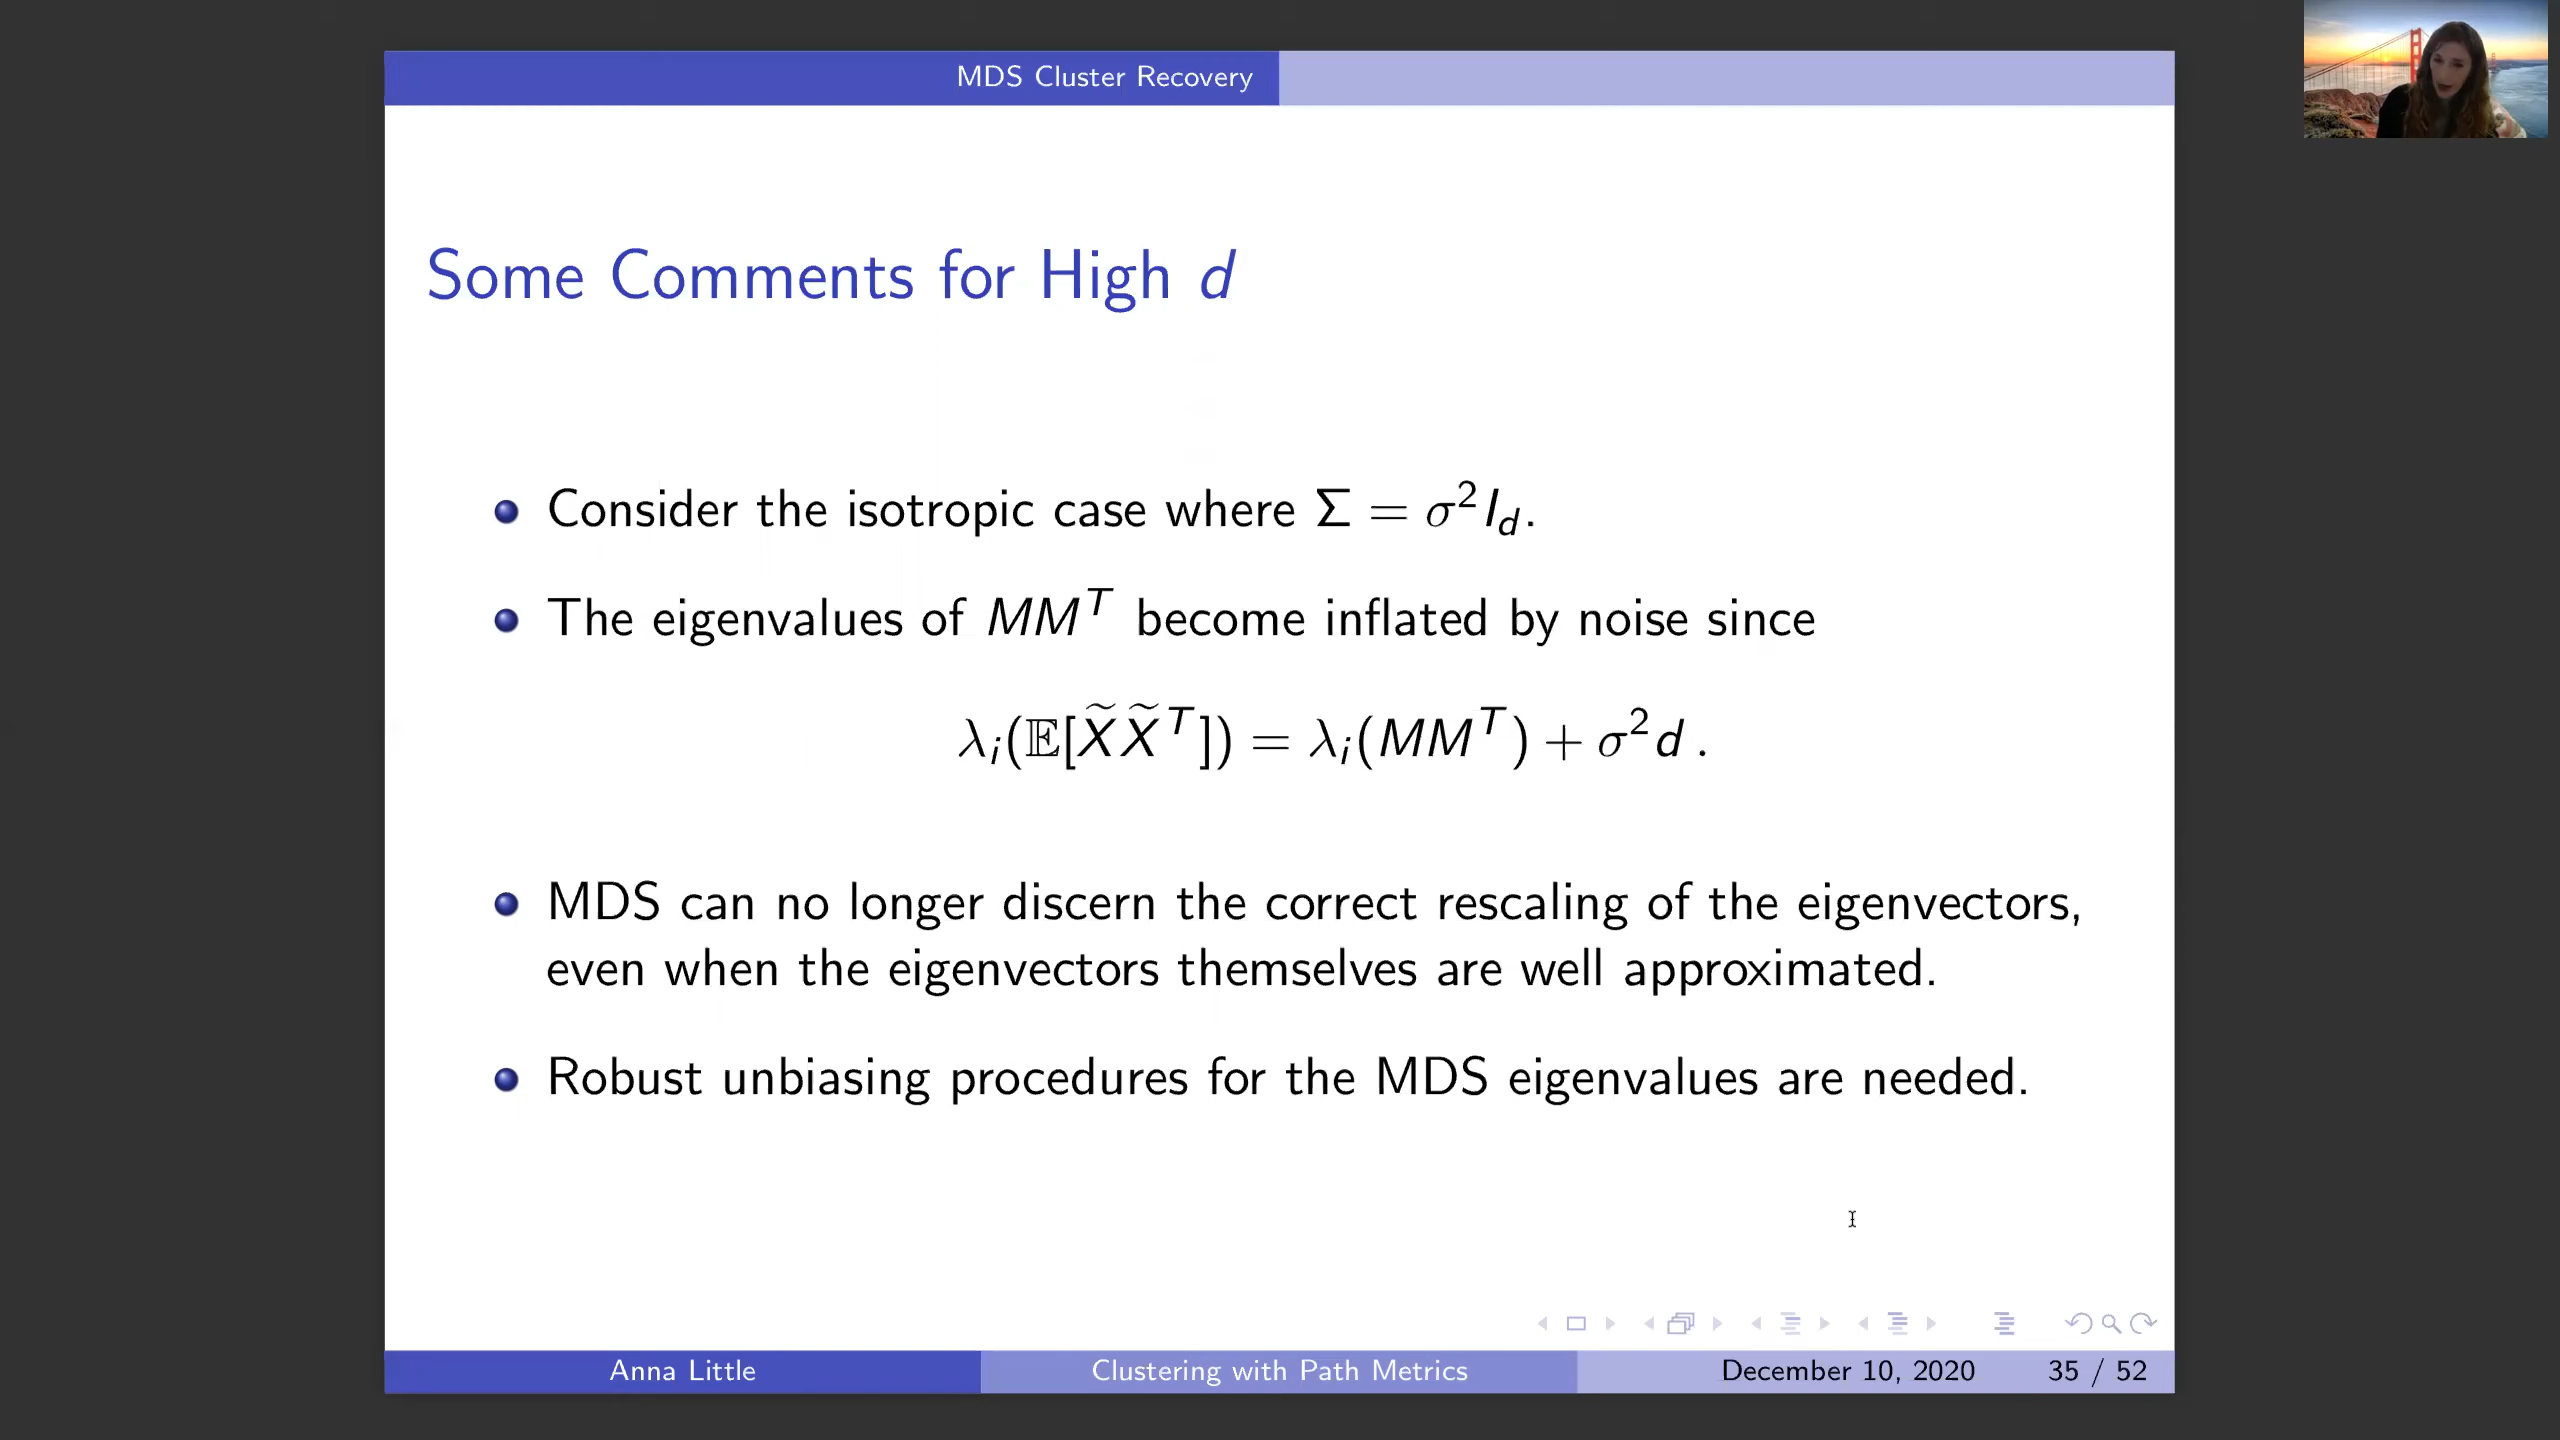 MDS Cluster Recovery
Some Comments for High d
Consider the isotropic case where Σ = σ²I_d.
The eigenvalues of MM^T become inflated by noise since
λ_i(𝔼[X̃X̃^T]) = λ_i(MM^T) + σ²d .
MDS can no longer discern the correct rescaling of the eigenvectors,
even when the eigenvectors themselves are well approximated.
Robust unbiasing procedures for the MDS eigenvalues are needed.
Anna Little Clustering with Path Metrics December 10, 2020 35 / 52